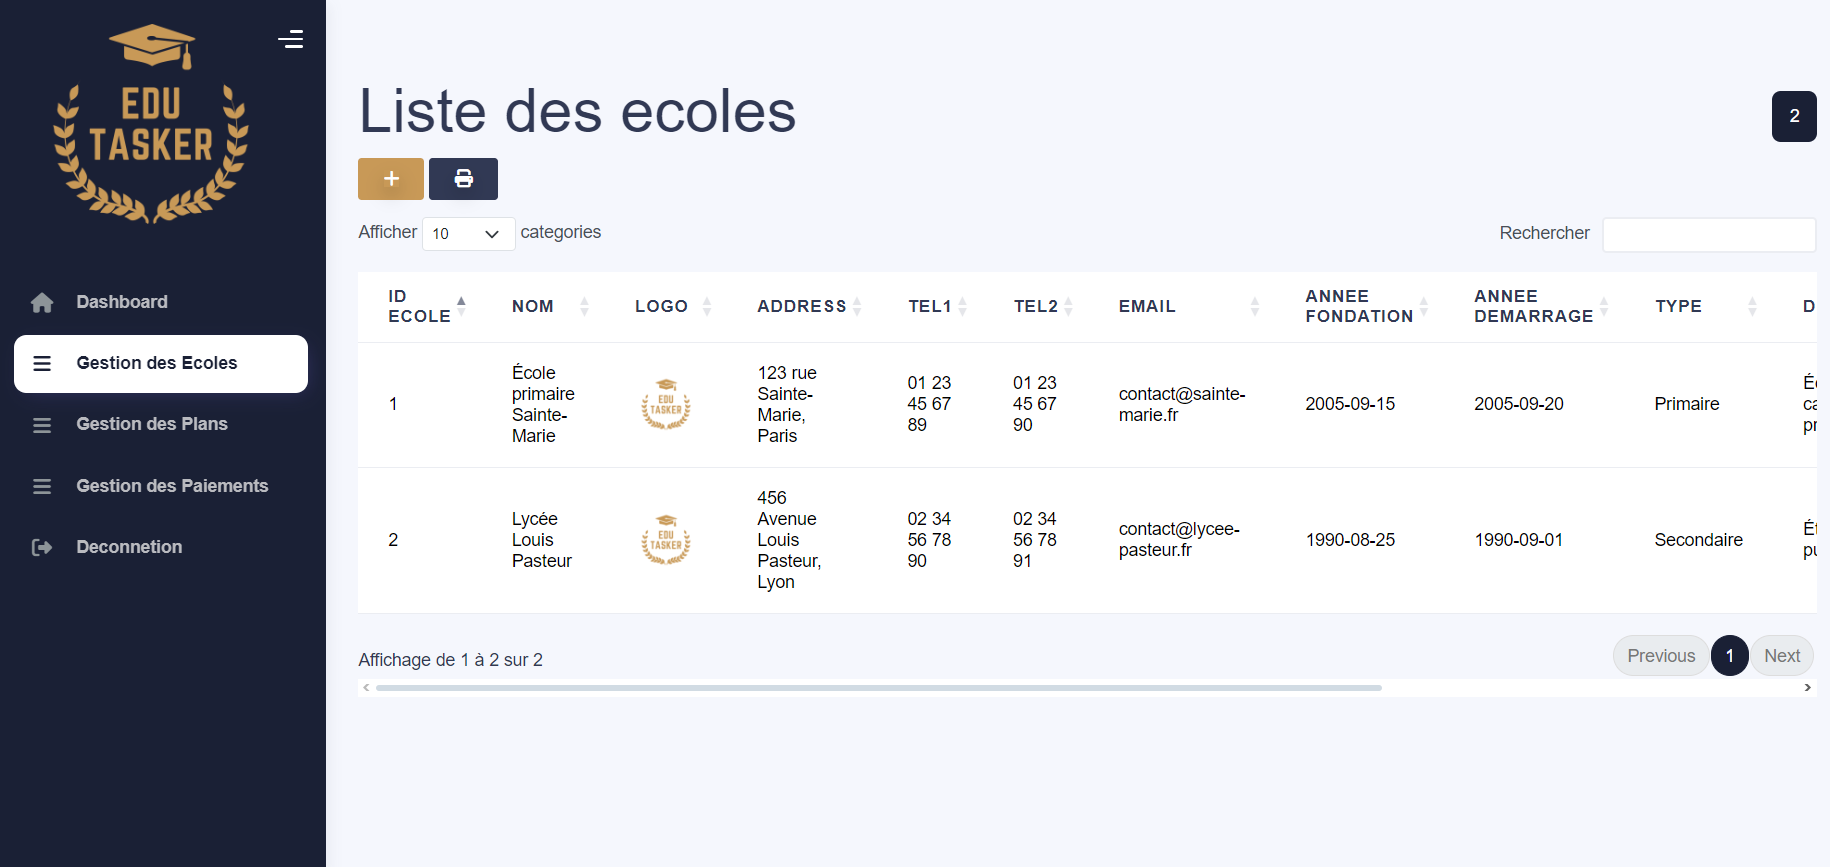 EDU
TASKER
Dashboard
Gestion des Ecoles
Gestion des Plans
Gestion des Paiements
Deconnetion
Liste des ecoles
2
Afficher 10 categories
Rechercher
ID ECOLE NOM LOGO ADDRESS TEL1 TEL2 EMAIL ANNEE FONDATION ANNEE DEMARRAGE TYPE D
1 École primaire Sainte-Marie EDU TASKER 123 rue Sainte-Marie, Paris 01 23 45 67 89 01 23 45 67 90 contact@sainte-marie.fr 2005-09-15 2005-09-20 Primaire
2 Lycée Louis Pasteur EDU TASKER 456 Avenue Louis Pasteur, Lyon 02 34 56 78 90 02 34 56 78 91 contact@lycee-pasteur.fr 1990-08-25 1990-09-01 Secondaire
Affichage de 1 à 2 sur 2
Previous 1 Next